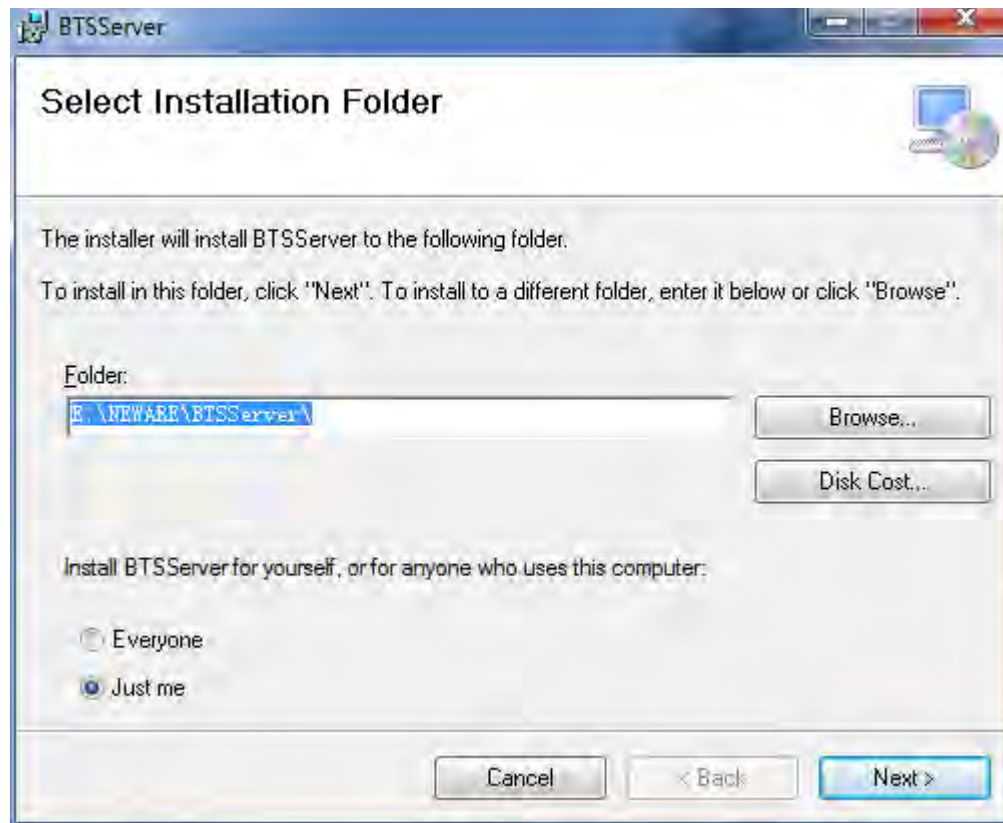 BTSServer
Select Installation Folder
The installer will install BTSServer to the following folder.
To install in this folder, click "Next". To install to a different folder, enter it below or click "Browse".
Folder:
E:\NEWARE\BTSServer\
Browse...
Disk Cost...
Install BTSServer for yourself, or for anyone who uses this computer:
Everyone
Just me
Cancel
< Back
Next >